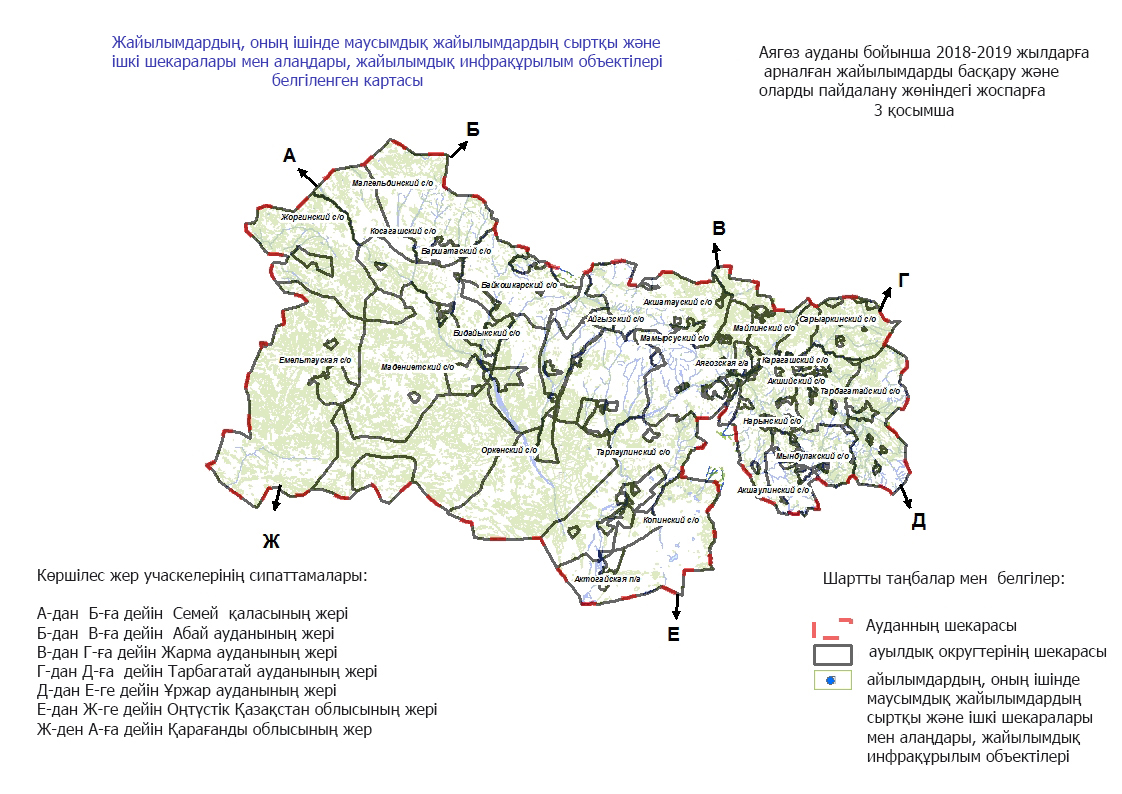 Жайылымдардың, оның ішінде маусымдық жайылымдардың сыртқы және
ішкі шекаралары мен алаңдары, жайылымдық инфрақұрылым объектілері
белгіленген картасы
Аягөз ауданы бойынша 2018-2019 жылдарға
арналған жайылымдарды басқару және
оларды пайдалану жөніндегі жоспарға
3 қосымша
Б
А
Малгельбинский с/о
Жоргинский с/о
Косагашский с/о
Баршатаский с/о
В
Байкошкарский с/о
Г
Акшатауский с/о
Айгызский с/о
Сарыаркинский с/о
Майлинский с/о
Бидайыкский с/о
Мамырсуский с/о
Емельтауская с/о
Мадениетский с/о
Аягозская г/а
Карагашский с/о
Акшийский с/о
Тарбагатайский с/о
Нарынский с/о
Оркенский с/о
Тарлаулинский с/о
Мынбулакский с/о
Акшаулинский с/о
Копинский с/о
Д
Ж
Актогайская п/а
Е
Көршілес жер учаскелерінің сипаттамалары:
А-дан Б-ға дейін Семей қаласының жері
Б-дан В-ға дейін Абай ауданының жері
В-дан Г-ға дейін Жарма ауданының жері
Г-дан Д-ға дейін Тарбагатай ауданының жері
Д-дан Е-ге дейін Ұржар ауданының жері
Е-дан Ж-ге дейін Оңтүстік Қазақстан облысының жері
Ж-ден А-ға дейін Қарағанды облысының жер
Шартты таңбалар мен белгілер:
Ауданның шекарасы
ауылдық округтерінің шекарасы
айылымдардың, оның ішінде
маусымдық жайылымдардың
сыртқы және ішкі шекаралары
мен алаңдары, жайылымдық
инфрақұрылым объектілері